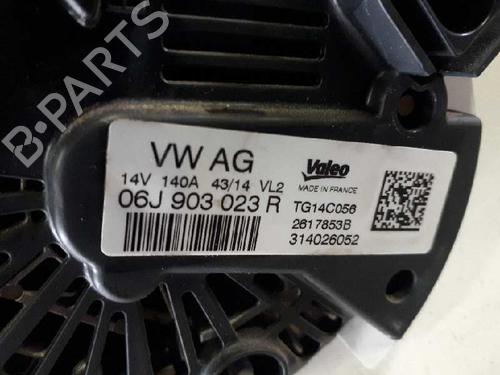 B-PARTS
VW AG
14V 140A 43/14 VL2
06J 903 023 R
Valeo
MADE IN FRANCE
TG14C056
2617853B
314026052